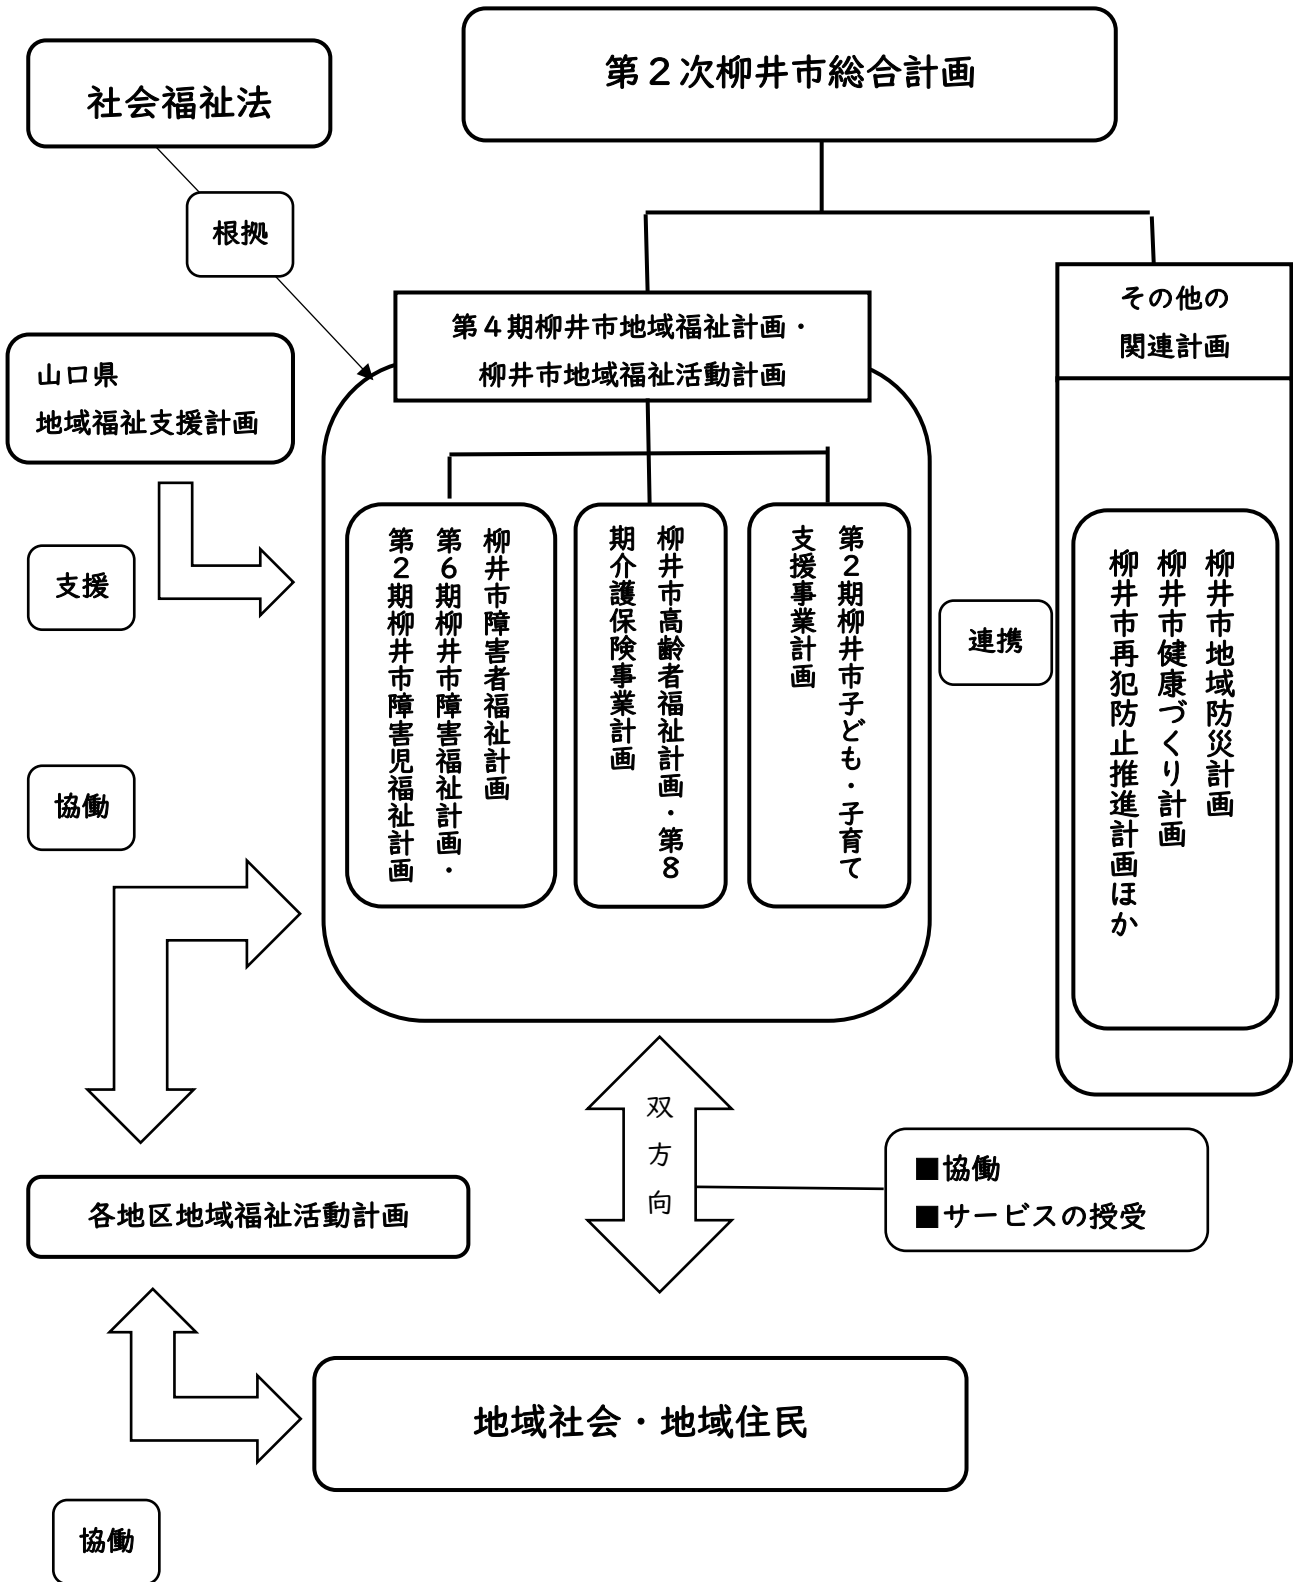 第２次柳井市総合計画
社会福祉法
根拠
その他の
関連計画
第４期柳井市地域福祉計画・
柳井市地域福祉活動計画
山口県
地域福祉支援計画
支援
柳井市障害者福祉計画
第６期柳井市障害福祉計画・
第２期柳井市障害児福祉計画
柳井市高齢者福祉計画・第８
期介護保険事業計画
第２期柳井市子ども・子育て
支援事業計画
連携
柳井市地域防災計画
柳井市健康づくり計画
柳井市再犯防止推進計画ほか
協働
双方向
■協働
■サービスの授受
各地区地域福祉活動計画
地域社会・地域住民
協働